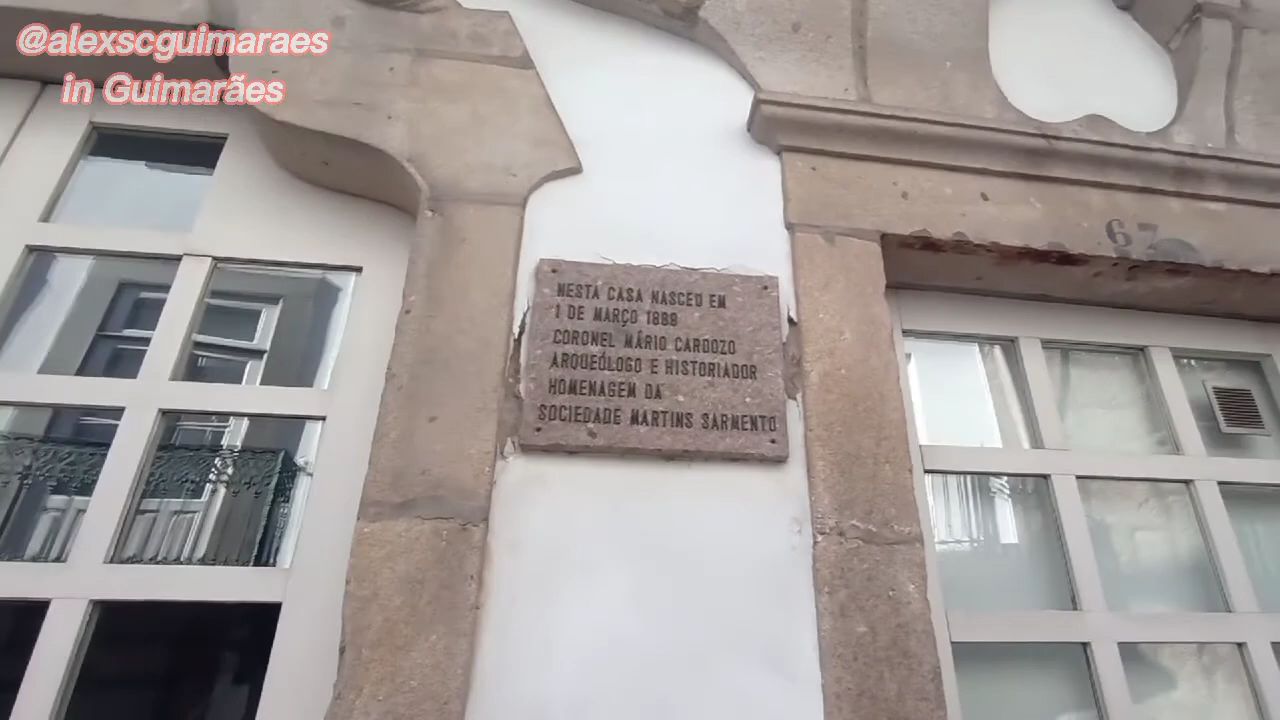 @alexscguimaraes
in Guimarães
NESTA CASA NASCEU EM
1 DE MARÇO 1889
CORONEL MÁRIO CARDOZO
ARQUEÓLOGO E HISTORIADOR
HOMENAGEM DA
SOCIEDADE MARTINS SARMENTO
67